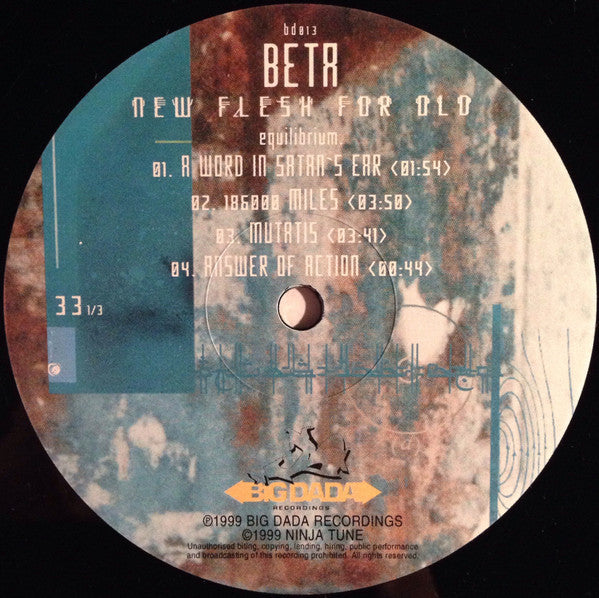 bd013
BETA
NEW FLESH FOR OLD
equilibrium.
01. A WORD IN SATAN'S EAR <01:54>
02. 186000 MILES <03:50>
03. MUTATIS <03:41>
04. ANSWER OF ACTION <00:44>
33 1/3
BIG DADA
RECORDINGS
℗1999 BIG DADA RECORDINGS
©1999 NINJA TUNE
Unauthorised biting, copying, lending, hiring, public performance
and broadcasting of this recording prohibited. All rights reserved.